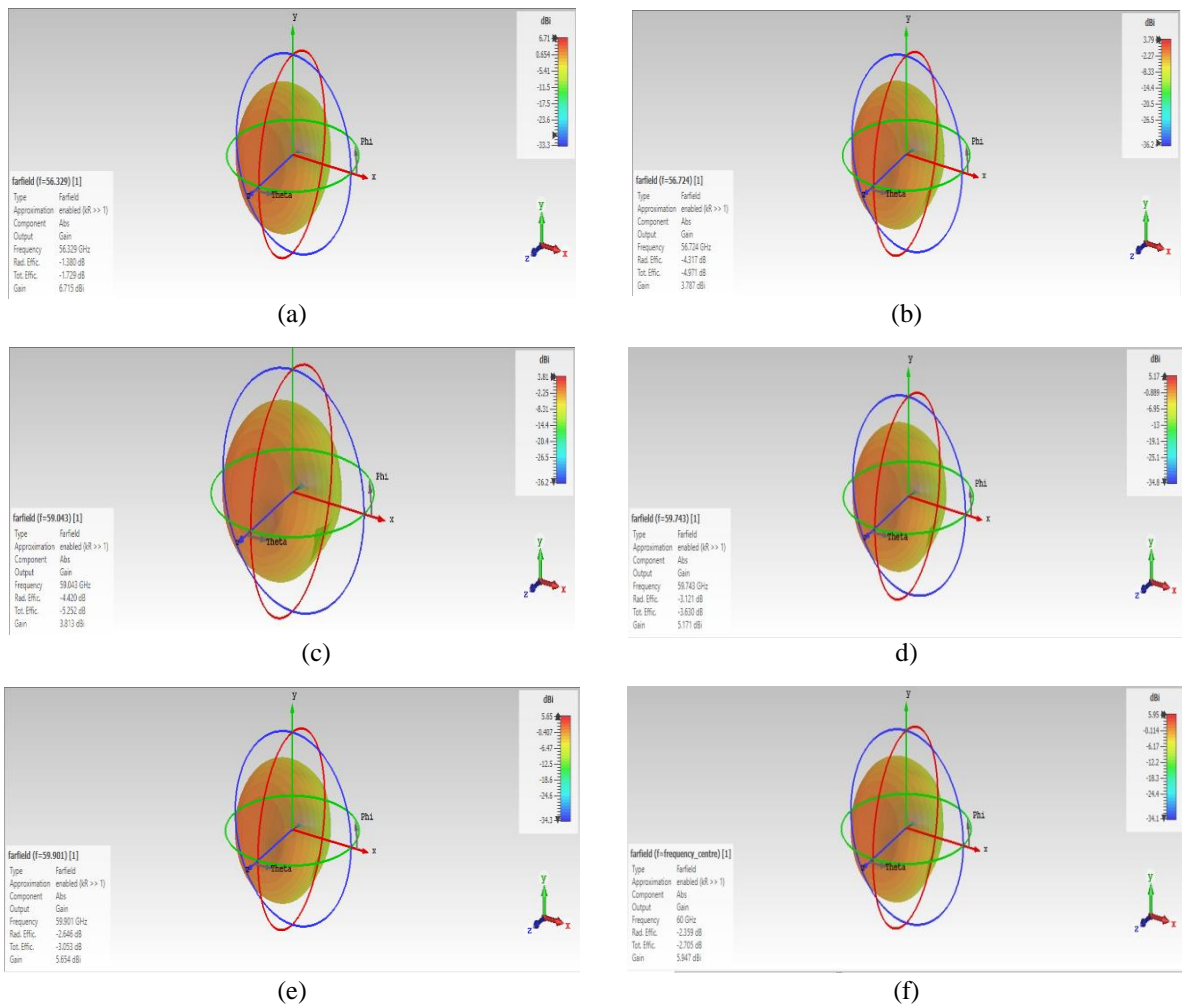 y
dBi
6.71
0.654
-5.41
-11.5
-17.5
-23.6
-33.3
Phi
x
Theta
farfield (f=56.329) [1]
Type Farfield
Approximation enabled (kR >> 1)
Component Abs
Output Gain
Frequency 56.329 GHz
Rad. Effic. -1.380 dB
Tot. Effic. -1.729 dB
Gain 6.715 dBi
y
z
x
(a)
y
dBi
3.79
-2.27
-8.33
-14.4
-20.5
-26.5
-36.2
Phi
x
Theta
farfield (f=56.724) [1]
Type Farfield
Approximation enabled (kR >> 1)
Component Abs
Output Gain
Frequency 56.724 GHz
Rad. Effic. -4.317 dB
Tot. Effic. -4.971 dB
Gain 3.787 dBi
y
z
x
(b)
dBi
3.81
-2.25
-8.31
-14.4
-20.4
-26.5
-36.2
Phi
x
Theta
farfield (f=59.043) [1]
Type Farfield
Approximation enabled (kR >> 1)
Component Abs
Output Gain
Frequency 59.043 GHz
Rad. Effic. -4.420 dB
Tot. Effic. -5.252 dB
Gain 3.813 dBi
y
z
x
(c)
y
dBi
5.17
-0.889
-6.95
-13
-19.1
-25.1
-34.8
Phi
x
Theta
farfield (f=59.743) [1]
Type Farfield
Approximation enabled (kR >> 1)
Component Abs
Output Gain
Frequency 59.743 GHz
Rad. Effic. -3.121 dB
Tot. Effic. -3.630 dB
Gain 5.171 dBi
y
z
x
d)
y
dBi
5.65
-0.407
-6.47
-12.5
-18.6
-24.6
-34.3
Phi
x
Theta
farfield (f=59.901) [1]
Type Farfield
Approximation enabled (kR >> 1)
Component Abs
Output Gain
Frequency 59.901 GHz
Rad. Effic. -2.646 dB
Tot. Effic. -3.053 dB
Gain 5.654 dBi
y
z
x
(e)
y
dBi
5.95
-0.114
-6.17
-12.2
-18.3
-24.4
-34.1
Phi
x
Theta
farfield (f=frequency_centre) [1]
Type Farfield
Approximation enabled (kR >> 1)
Component Abs
Output Gain
Frequency 60 GHz
Rad. Effic. -2.359 dB
Tot. Effic. -2.705 dB
Gain 5.947 dBi
y
z
x
(f)